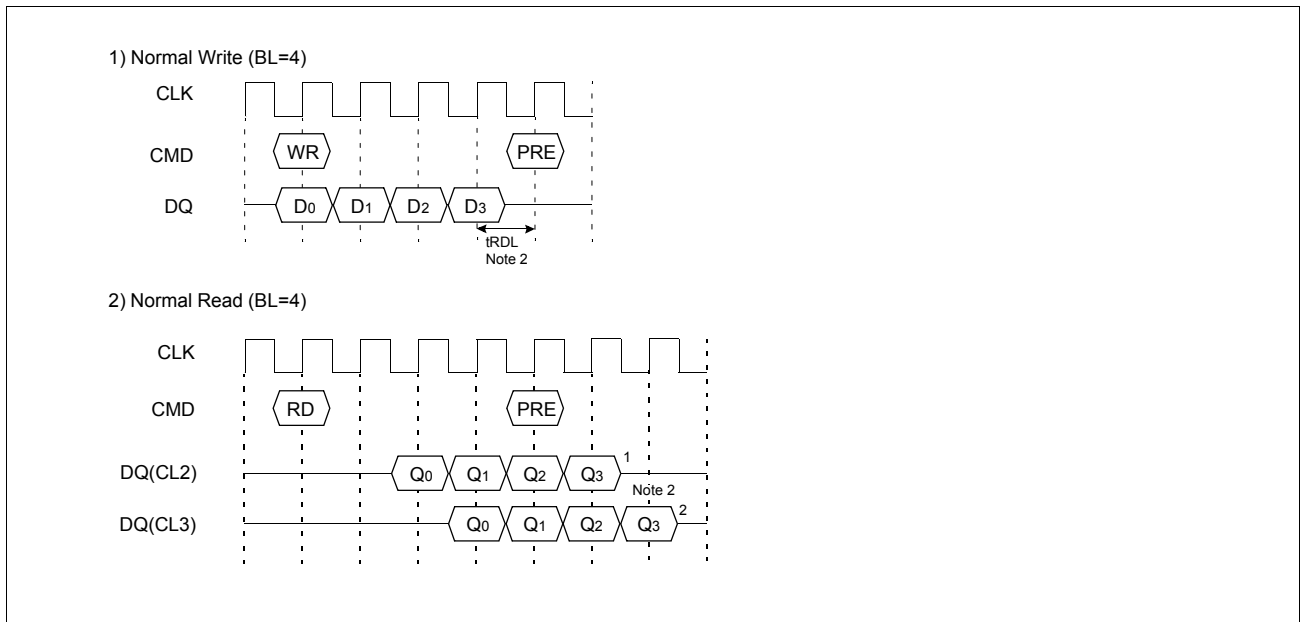 1) Normal Write (BL=4)
CLK
CMD WR PRE
DQ D0 D1 D2 D3
tRDL
Note 2
2) Normal Read (BL=4)
CLK
CMD RD PRE
DQ(CL2) Q0 Q1 Q2 Q3 1
Note 2
DQ(CL3) Q0 Q1 Q2 Q3 2